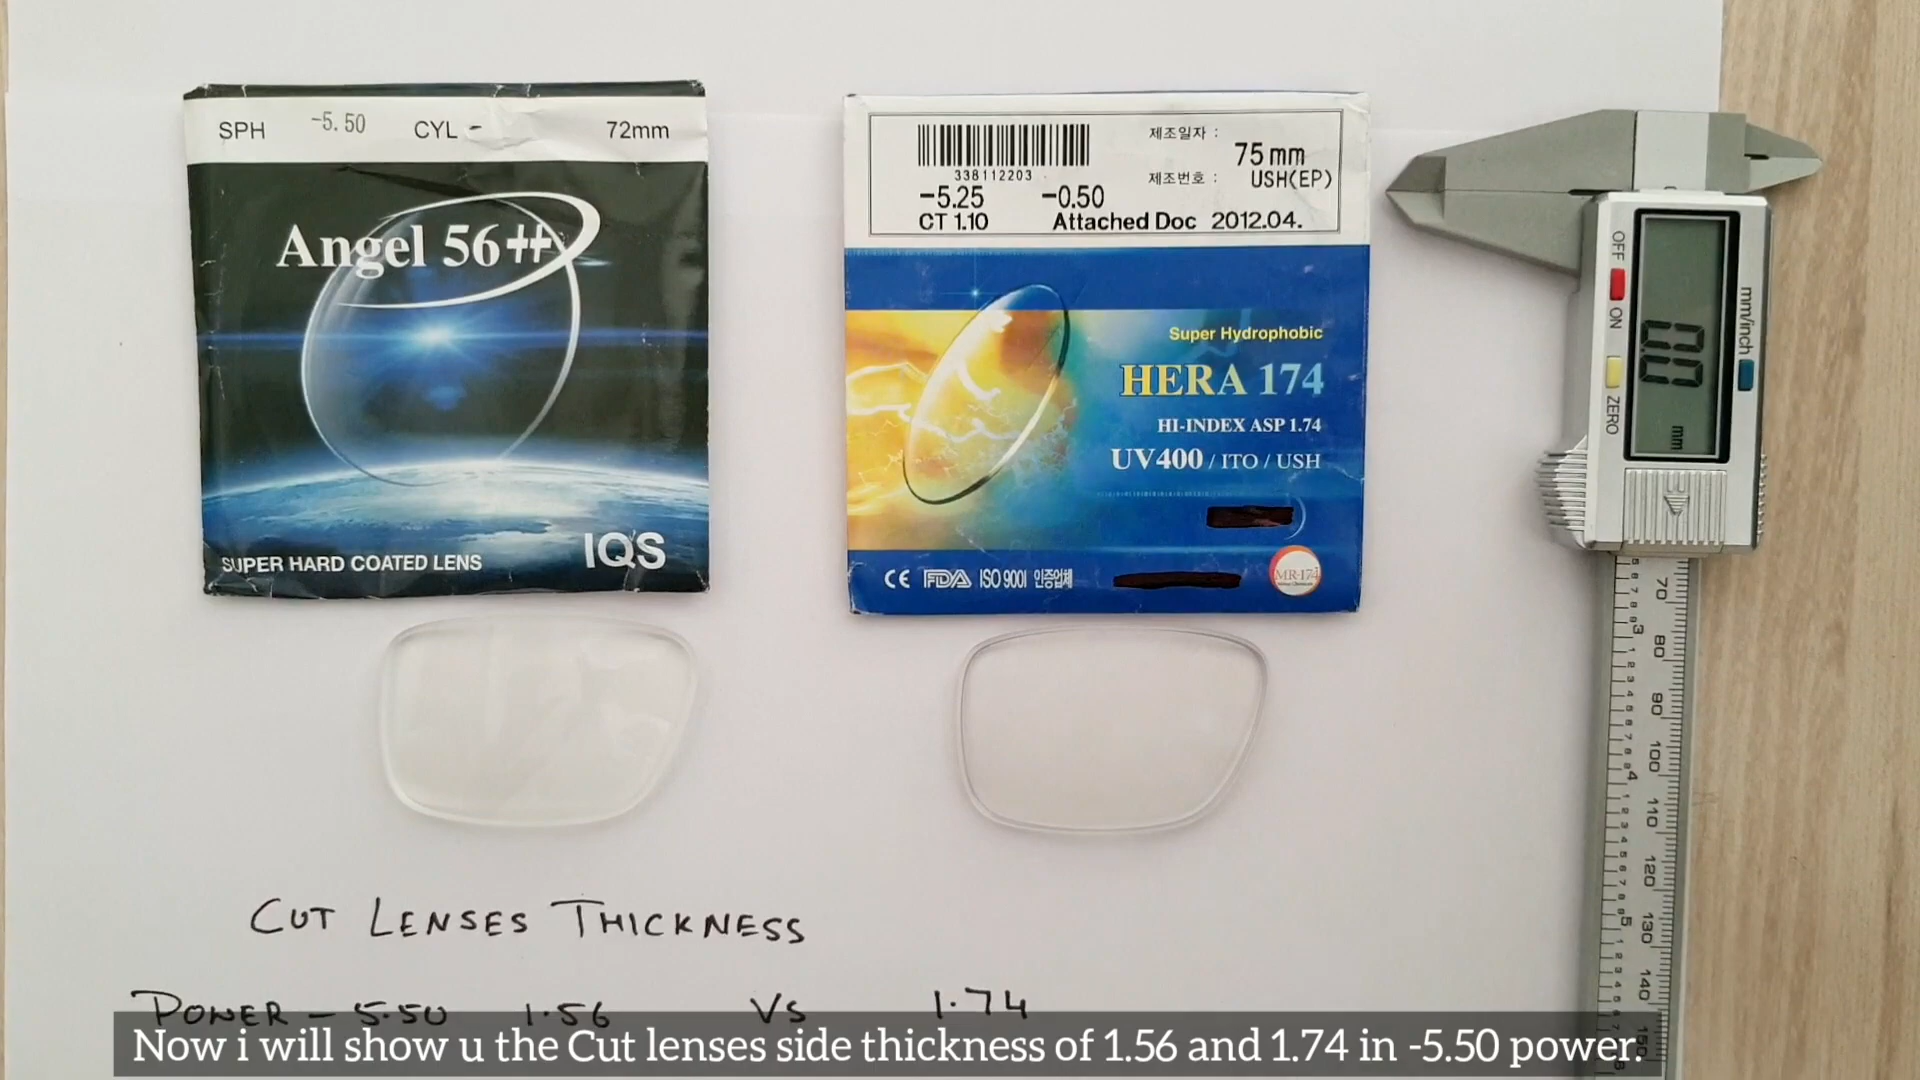 SPH -5.50 CYL - 72mm
Angel 56++
SUPER HARD COATED LENS
IQS
338112203
제조일자 :
75 mm
제조번호 :
USH(EP)
-5.25 -0.50
CT 1.10 Attached Doc 2012.04.
Super Hydrophobic
HERA 174
HI-INDEX ASP 1.74
UV400 / ITO / USH
CE FDA ISO 9001 인증업체
MR-174
OFF
ON
ZERO
mm/inch
0.0
mm
70
80
90
100
110
120
130
140
150
3
4
5
CUT LENSES THICKNESS
POWER - 5.50 1.56 VS 1.74
Now i will show u the Cut lenses side thickness of 1.56 and 1.74 in -5.50 power.